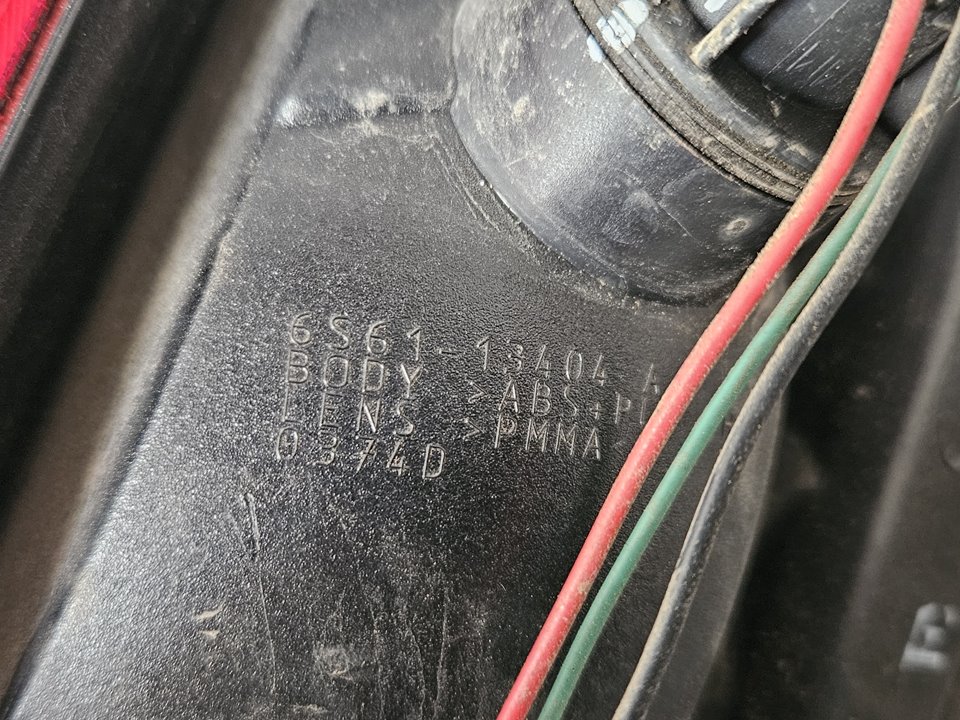 6S61-13404 A
BODY >ABS+P
LENS >PMMA
0374D